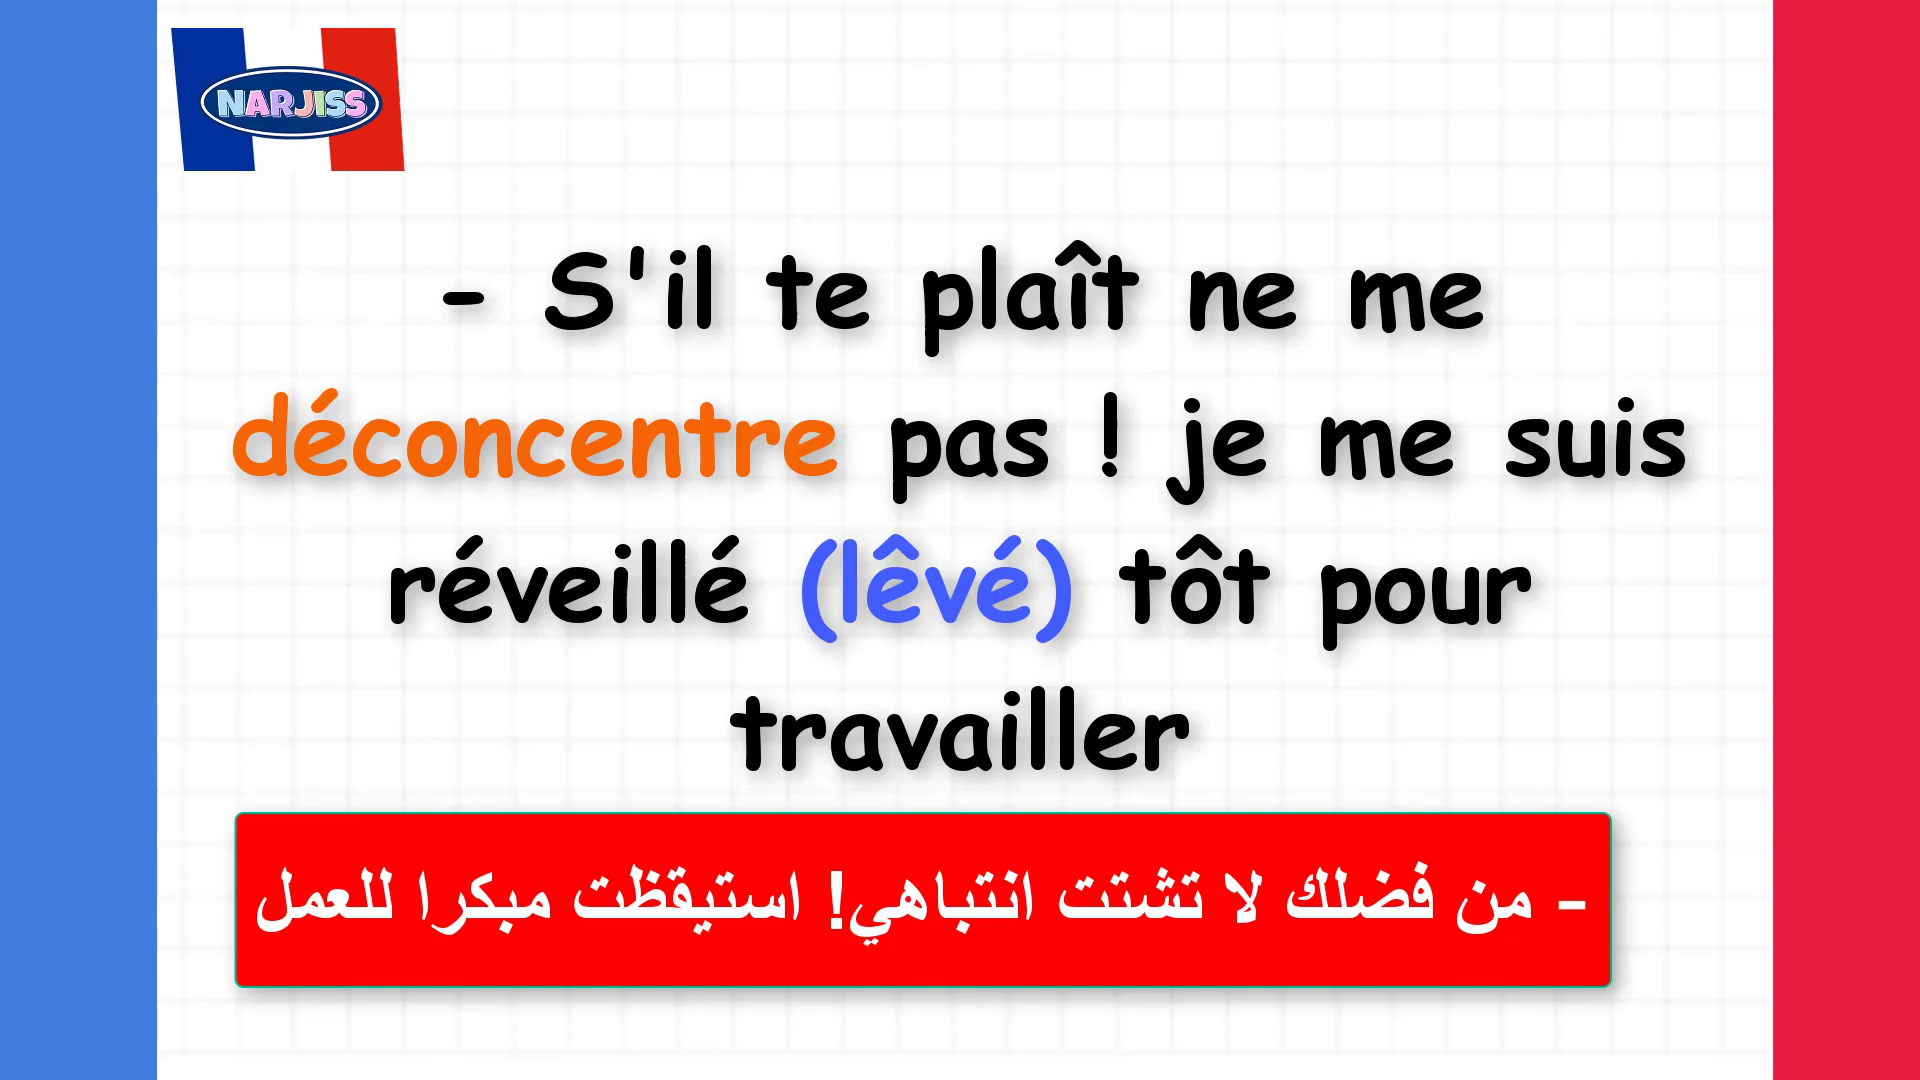 NARJISS
- S'il te plaît ne me
déconcentre pas ! je me suis
réveillé (lêvé) tôt pour
travailler
- من فضلك لا تشتت انتباهي! استيقظت مبكرا للعمل